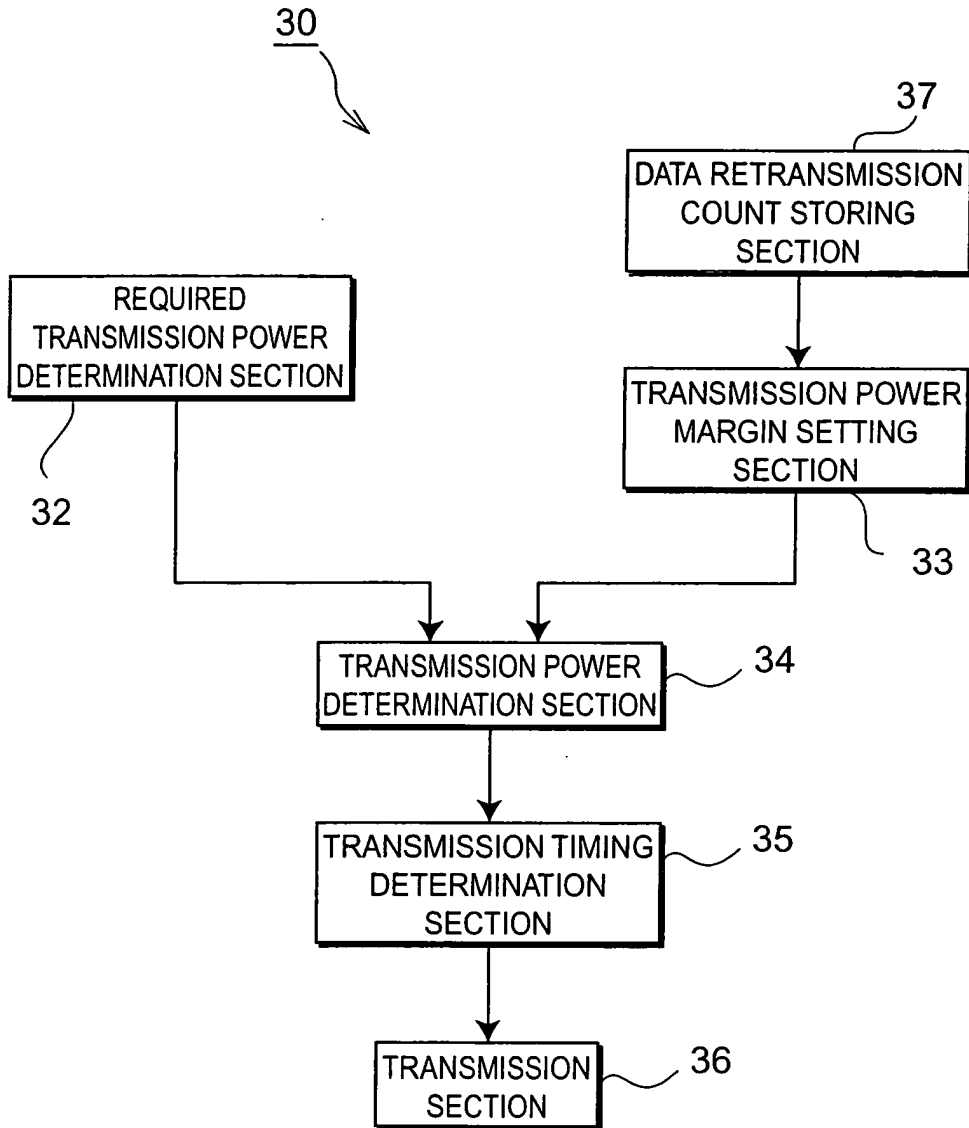 30
37
DATA RETRANSMISSION
COUNT STORING
SECTION
REQUIRED
TRANSMISSION POWER
DETERMINATION SECTION
32
TRANSMISSION POWER
MARGIN SETTING
SECTION
33
TRANSMISSION POWER
DETERMINATION SECTION
34
TRANSMISSION TIMING
DETERMINATION
SECTION
35
TRANSMISSION
SECTION
36